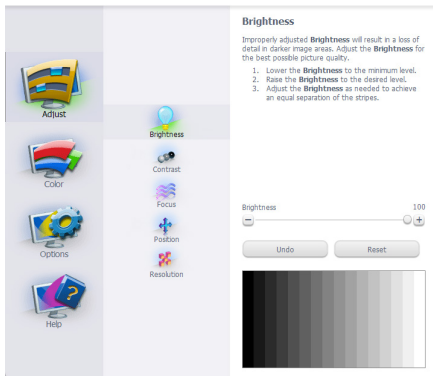 Adjust
Color
Options
Help
Brightness
Contrast
Focus
Position
Resolution
Brightness
Improperly adjusted Brightness will result in a loss of
detail in darker image areas. Adjust the Brightness for
the best possible picture quality.
1. Lower the Brightness to the minimum level.
2. Raise the Brightness to the desired level.
3. Adjust the Brightness as needed to achieve
an equal separation of the stripes.
Brightness 100
Undo Reset